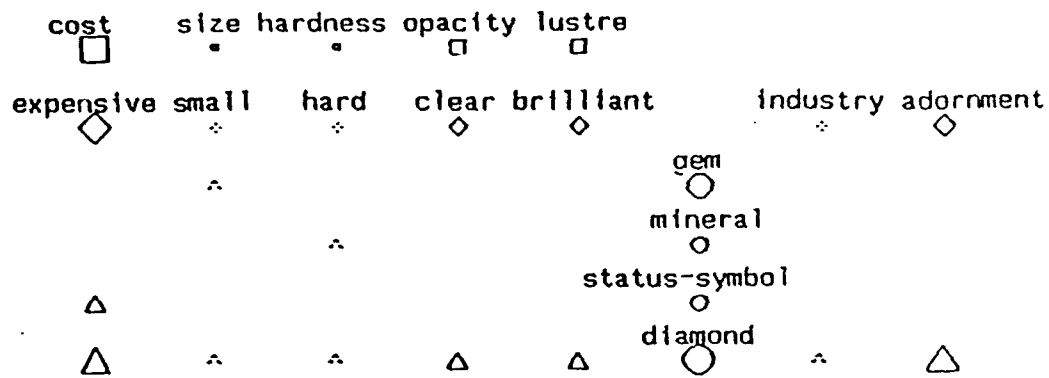 cost size hardness opacity lustre
expensive small hard clear brilliant industry adornment
gem
mineral
status-symbol
diamond